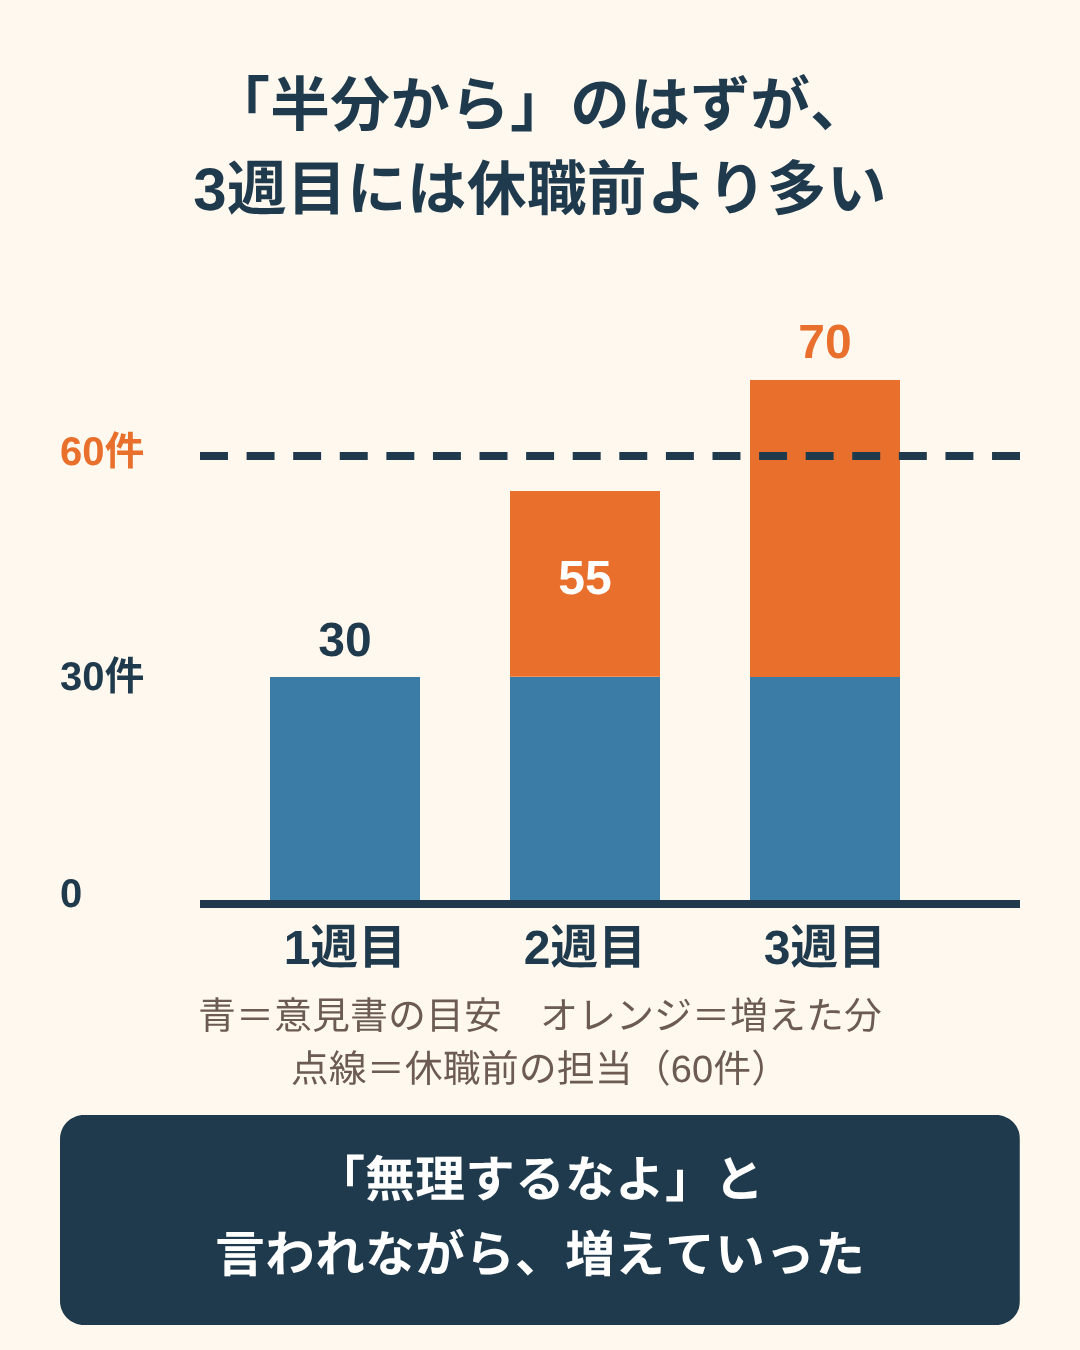 「半分から」のはずが、
3週目には休職前より多い
70
60件
55
30
30件
0
1週目 2週目 3週目
青＝意見書の目安　オレンジ＝増えた分
点線＝休職前の担当（60件）
「無理するなよ」と
言われながら、増えていった